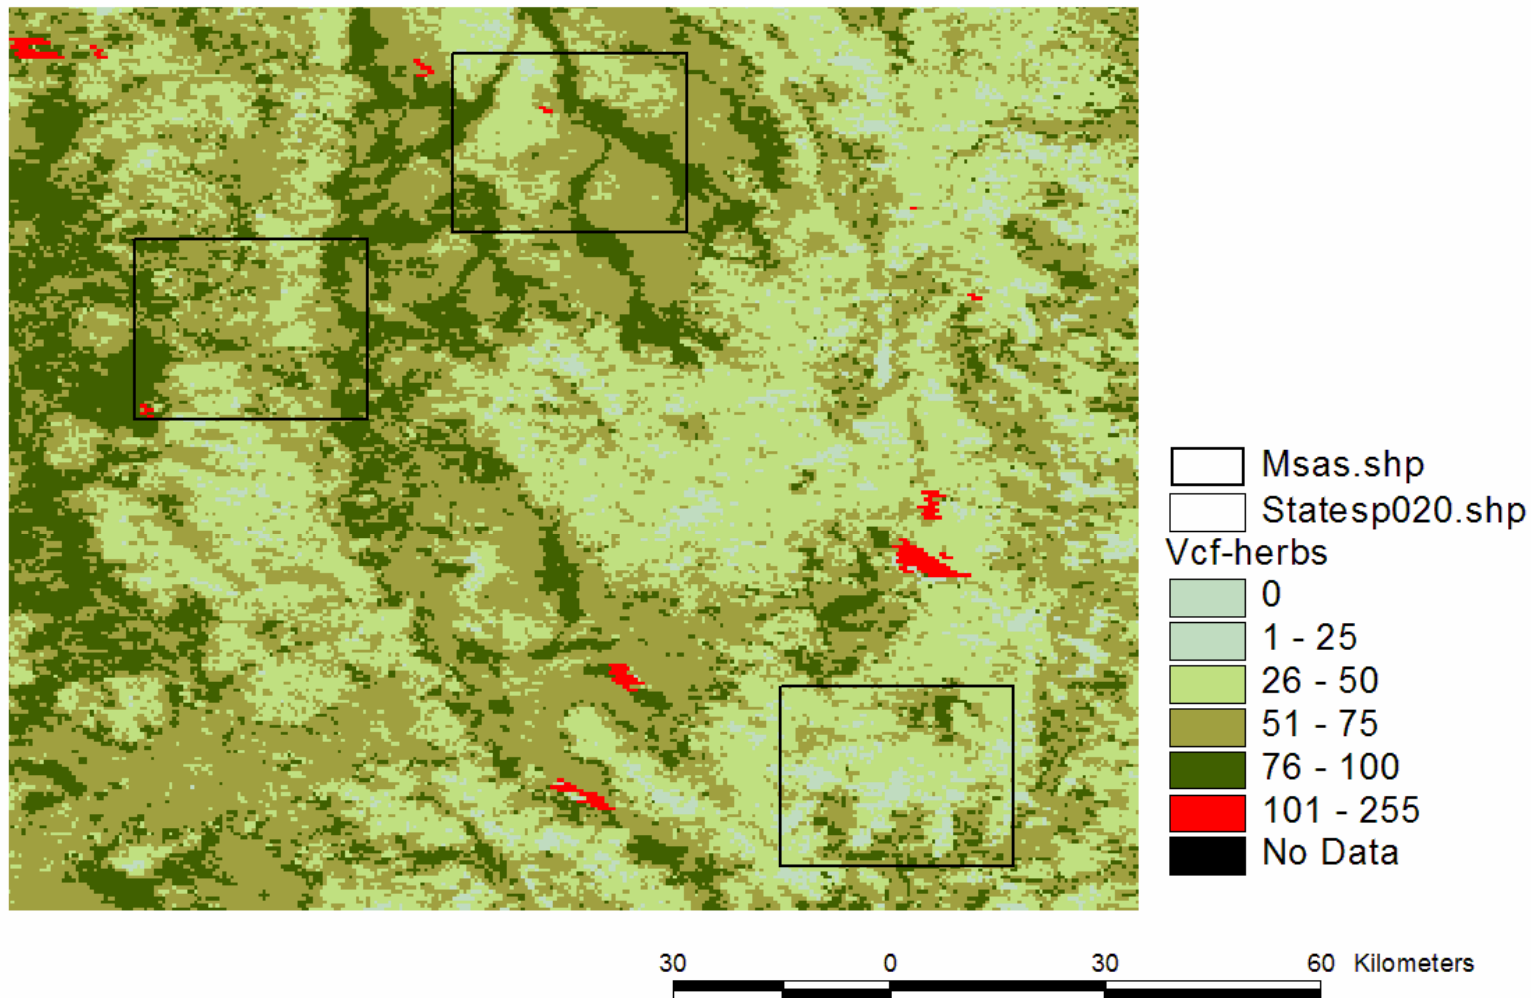 Msas.shp
Statesp020.shp
Vcf-herbs
0
1 - 25
26 - 50
51 - 75
76 - 100
101 - 255
No Data
30 0 30 60 Kilometers